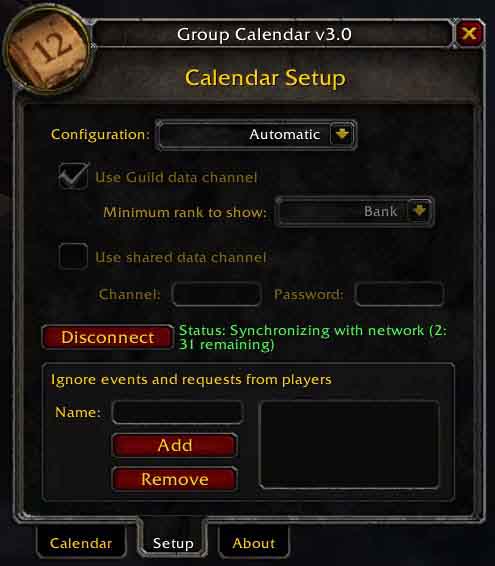 12
Group Calendar v3.0
Calendar Setup
Configuration: Automatic
Use Guild data channel
Minimum rank to show: Bank
Use shared data channel
Channel: Password:
Disconnect
Status: Synchronizing with network (2:
31 remaining)
Ignore events and requests from players
Name:
Add
Remove
Calendar Setup About